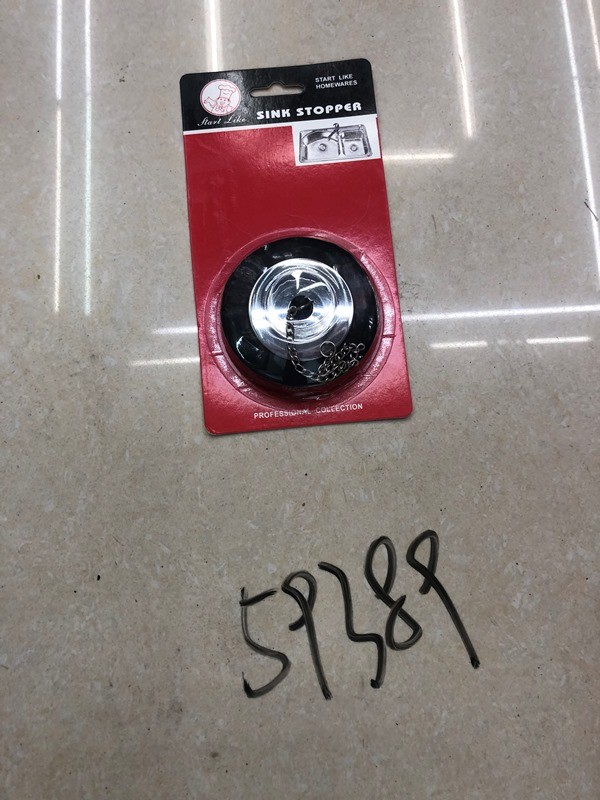 START LIKE
HOMEWARES
Start Like
SINK STOPPER
PROFESSIONAL COLLECTION
59389